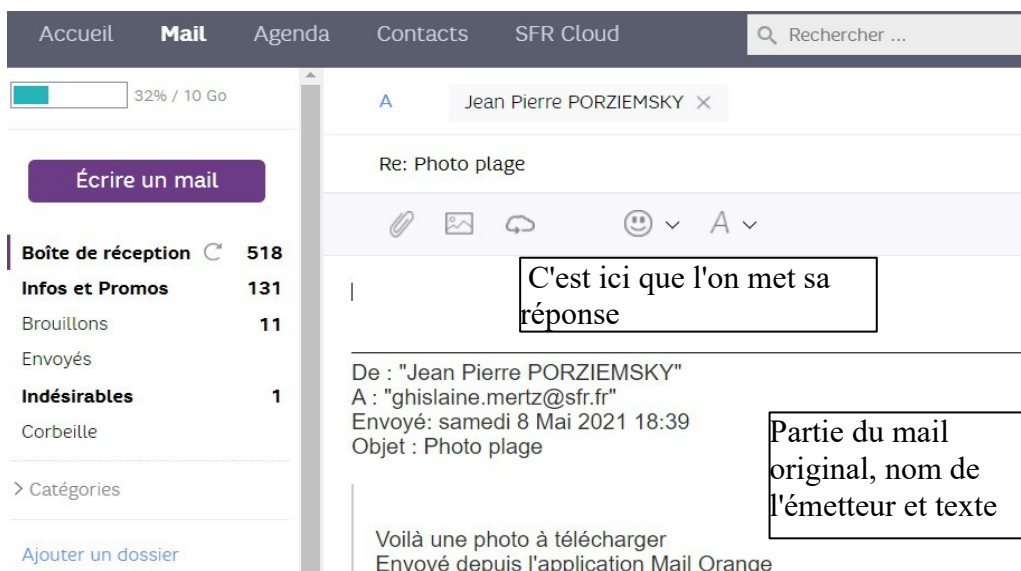 Accueil Mail Agenda Contacts SFR Cloud Rechercher ...
32% / 10 Go
Écrire un mail
Boîte de réception 518
Infos et Promos 131
Brouillons 11
Envoyés
Indésirables 1
Corbeille
> Catégories
Ajouter un dossier
A Jean Pierre PORZIEMSKY ×
Re: Photo plage
C'est ici que l'on met sa
réponse
De : "Jean Pierre PORZIEMSKY"
A : "ghislaine.mertz@sfr.fr"
Envoyé: samedi 8 Mai 2021 18:39
Objet : Photo plage
Partie du mail
original, nom de
l'émetteur et texte
Voilà une photo à télécharger
Envoyé depuis l'application Mail Orange